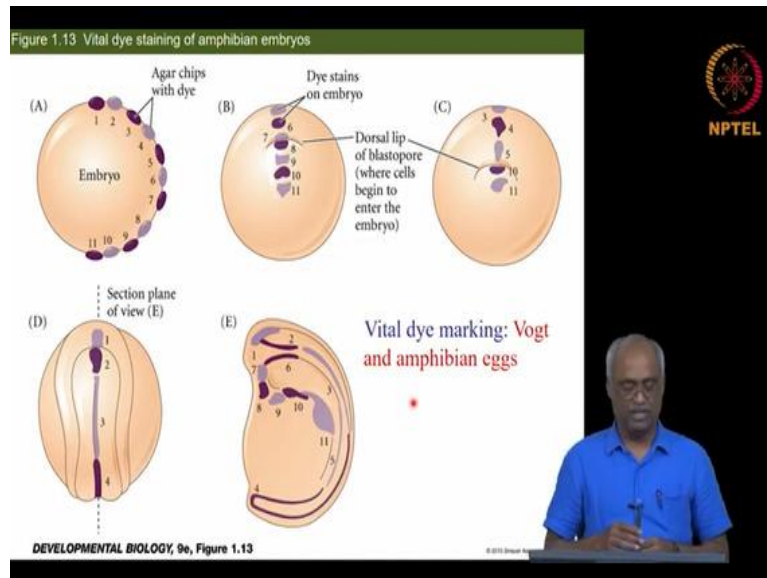 Figure 1.13 Vital dye staining of amphibian embryos
NPTEL
(A)
Agar chips
with dye
1 2
3
4
5
6
7
8
9
10
11
Embryo
(B)
Dye stains
on embryo
6
7
8
9
10
11
Dorsal lip
of blastopore
(where cells
begin to
enter the
embryo)
(C)
3
4
5
10
11
(D)
Section plane
of view (E)
1
2
3
4
(E)
1
2
7
6
8
9
10
3
11
5
4
Vital dye marking: Vogt
and amphibian eggs
DEVELOPMENTAL BIOLOGY, 9e, Figure 1.13